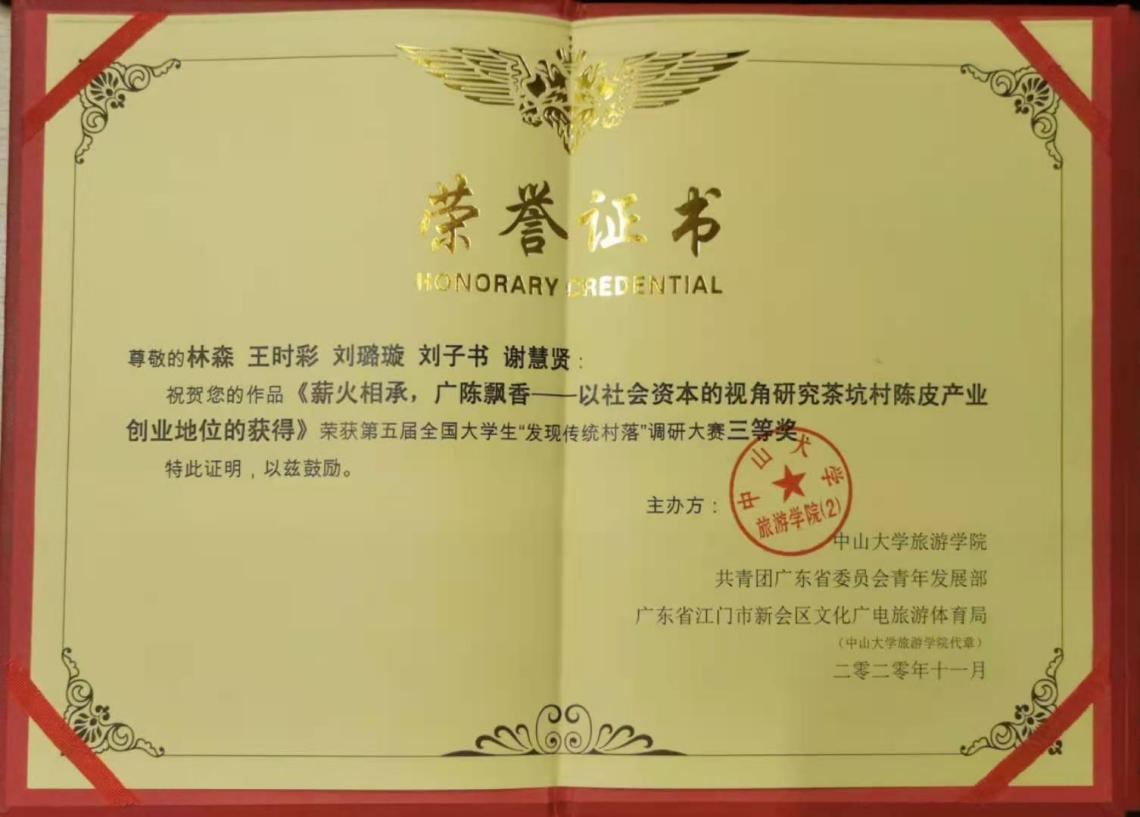 荣誉证书
HONORARY CREDENTIAL
尊敬的林森 王时彩 刘璐璇 刘子书 谢慧贤：
祝贺您的作品《薪火相承，广陈飘香——以社会资本的视角研究茶坑村陈皮产业
创业地位的获得》荣获第五届全国大学生“发现传统村落”调研大赛三等奖
特此证明，以兹鼓励。
主办方：
中山大学
旅游学院(2)
中山大学旅游学院
共青团广东省委员会青年发展部
广东省江门市新会区文化广电旅游体育局
（中山大学旅游学院代章）
二零二零年十一月